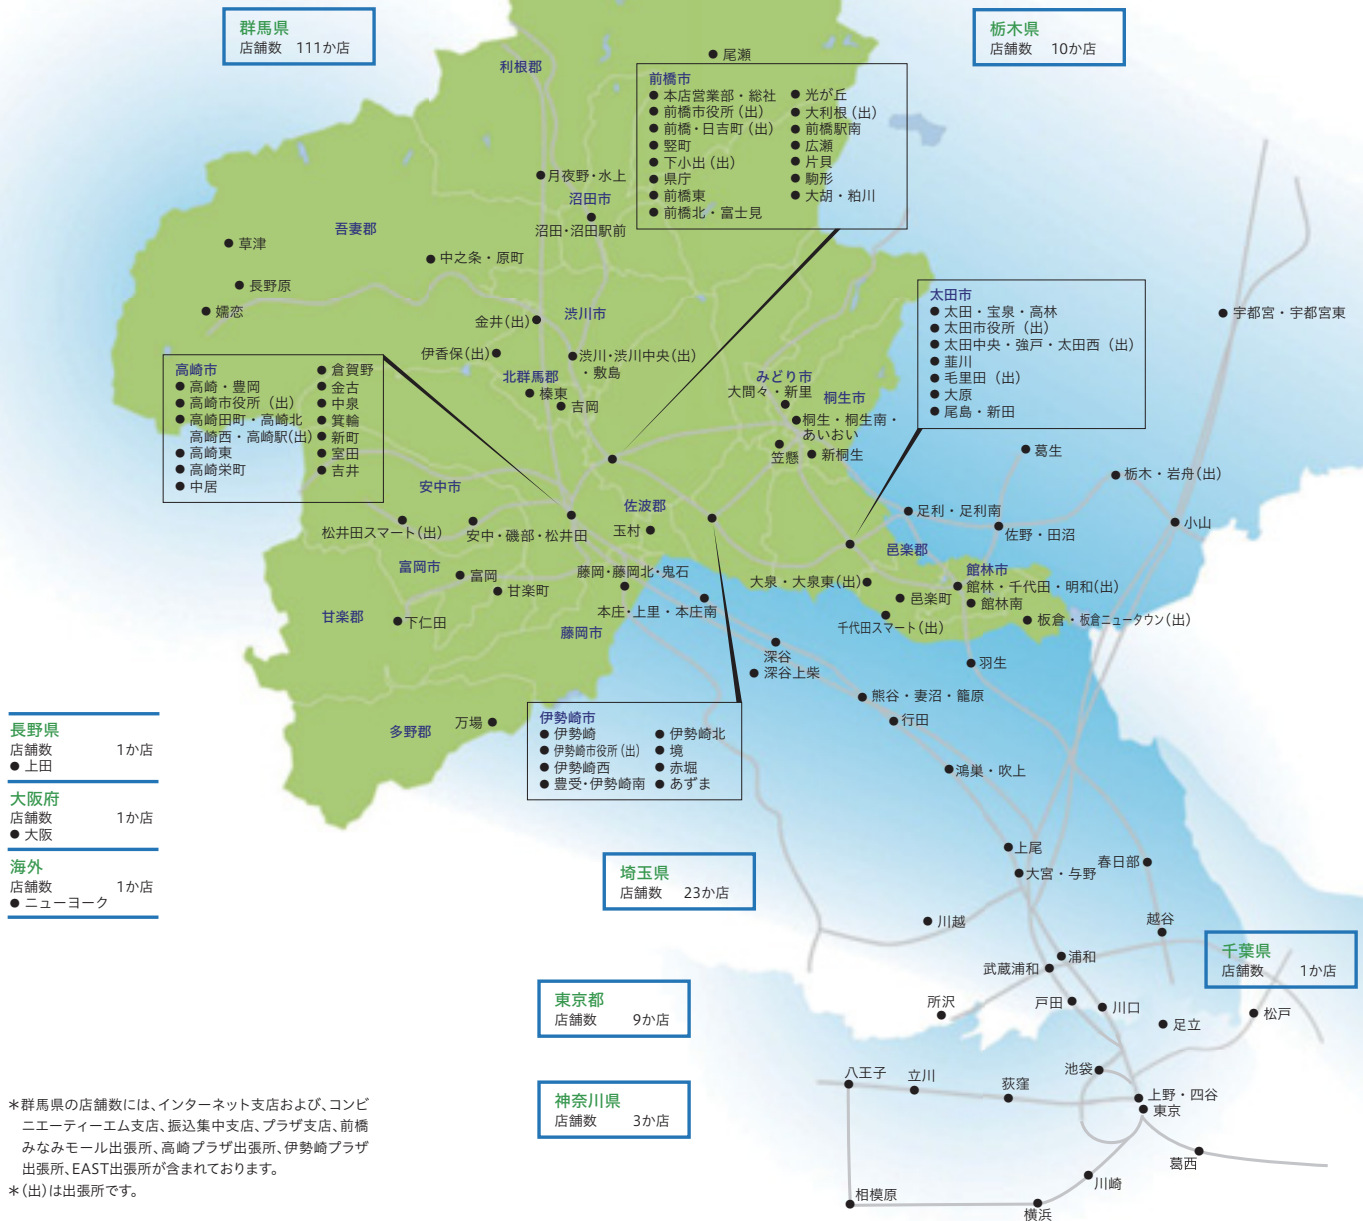 群馬県
店舗数 111か店
栃木県
店舗数 10か店
尾瀬
利根郡
前橋市
● 本店営業部・総社
● 前橋市役所(出)
● 前橋・日吉町(出)
● 竪町
● 下小出(出)
● 県庁
● 前橋東
● 前橋北・富士見
● 光が丘
● 大利根(出)
● 前橋駅南
● 広瀬
● 片貝
● 駒形
● 大胡・粕川
月夜野・水上
沼田市
沼田・沼田駅前
吾妻郡
草津
中之条・原町
長野原
嬬恋
金井(出)
渋川市
伊香保(出)
渋川・渋川中央(出)
・敷島
北群馬郡
榛東
吉岡
太田市
● 太田・宝泉・高林
● 太田市役所(出)
● 太田中央・強戸・太田西(出)
● 韮川
● 毛里田(出)
● 大原
● 尾島・新田
宇都宮・宇都宮東
高崎市
● 高崎・豊岡
● 高崎市役所(出)
● 高崎田町・高崎北
高崎西・高崎駅(出)
● 高崎東
● 高崎栄町
● 中居
● 倉賀野
● 金古
● 中泉
● 箕輪
● 新町
● 室田
● 吉井
みどり市
大間々・新里
桐生市
桐生・桐生南・
あいおい
笠懸
新桐生
葛生
栃木・岩舟(出)
足利・足利南
佐野・田沼
小山
安中市
松井田スマート(出)
安中・磯部・松井田
佐波郡
玉村
邑楽郡
館林市
館林・千代田・明和(出)
館林南
大泉・大泉東(出)
邑楽町
千代田スマート(出)
板倉・板倉ニュータウン(出)
富岡市
富岡
甘楽町
藤岡・藤岡北・鬼石
本庄・上里・本庄南
甘楽郡
下仁田
藤岡市
深谷
深谷上柴
羽生
熊谷・妻沼・籠原
行田
多野郡
万場
伊勢崎市
● 伊勢崎
● 伊勢崎市役所(出)
● 伊勢崎西
● 豊受・伊勢崎南
● 伊勢崎北
● 境
● 赤堀
● あずま
長野県
店舗数 1か店
● 上田
大阪府
店舗数 1か店
● 大阪
海外
店舗数 1か店
● ニューヨーク
鴻巣・吹上
上尾
大宮・与野
春日部
埼玉県
店舗数 23か店
川越
越谷
浦和
武蔵浦和
千葉県
店舗数 1か店
東京都
店舗数 9か店
所沢
戸田
川口
足立
松戸
八王子
立川
荻窪
池袋
上野・四谷
東京
神奈川県
店舗数 3か店
葛西
川崎
相模原
横浜
＊群馬県の店舗数には、インターネット支店および、コンビ
ニエーティーエム支店、振込集中支店、プラザ支店、前橋
みなみモール出張所、高崎プラザ出張所、伊勢崎プラザ
出張所、EAST出張所が含まれております。
＊(出)は出張所です。